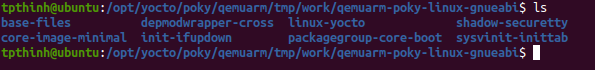 tpthinh@ubuntu:/opt/yocto/poky/qemuarm/tmp/work/qemuarm-poky-linux-gnueabi$ ls
base-files depmodwrapper-cross linux-yocto shadow-securetty
core-image-minimal init-ifupdown packagegroup-core-boot sysvinit-inittab
tpthinh@ubuntu:/opt/yocto/poky/qemuarm/tmp/work/qemuarm-poky-linux-gnueabi$